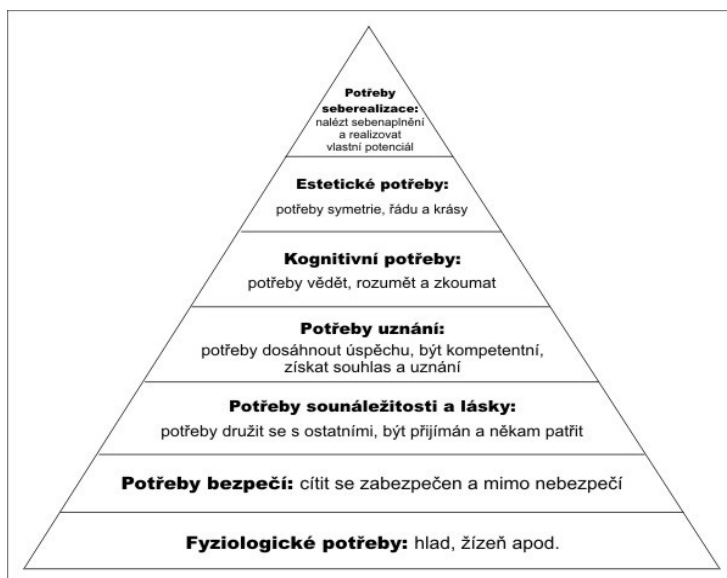 Potřeby
seberealizace:
nalézt sebenaplnění
a realizovat
vlastní potenciál
Estetické potřeby:
potřeby symetrie, řádu a krásy
Kognitivní potřeby:
potřeby vědět, rozumět a zkoumat
Potřeby uznání:
potřeby dosáhnout úspěchu, být kompetentní,
získat souhlas a uznání
Potřeby sounáležitosti a lásky:
potřeby družit se s ostatními, být přijímán a někam patřit
Potřeby bezpečí: cítit se zabezpečen a mimo nebezpečí
Fyziologické potřeby: hlad, žízeň apod.